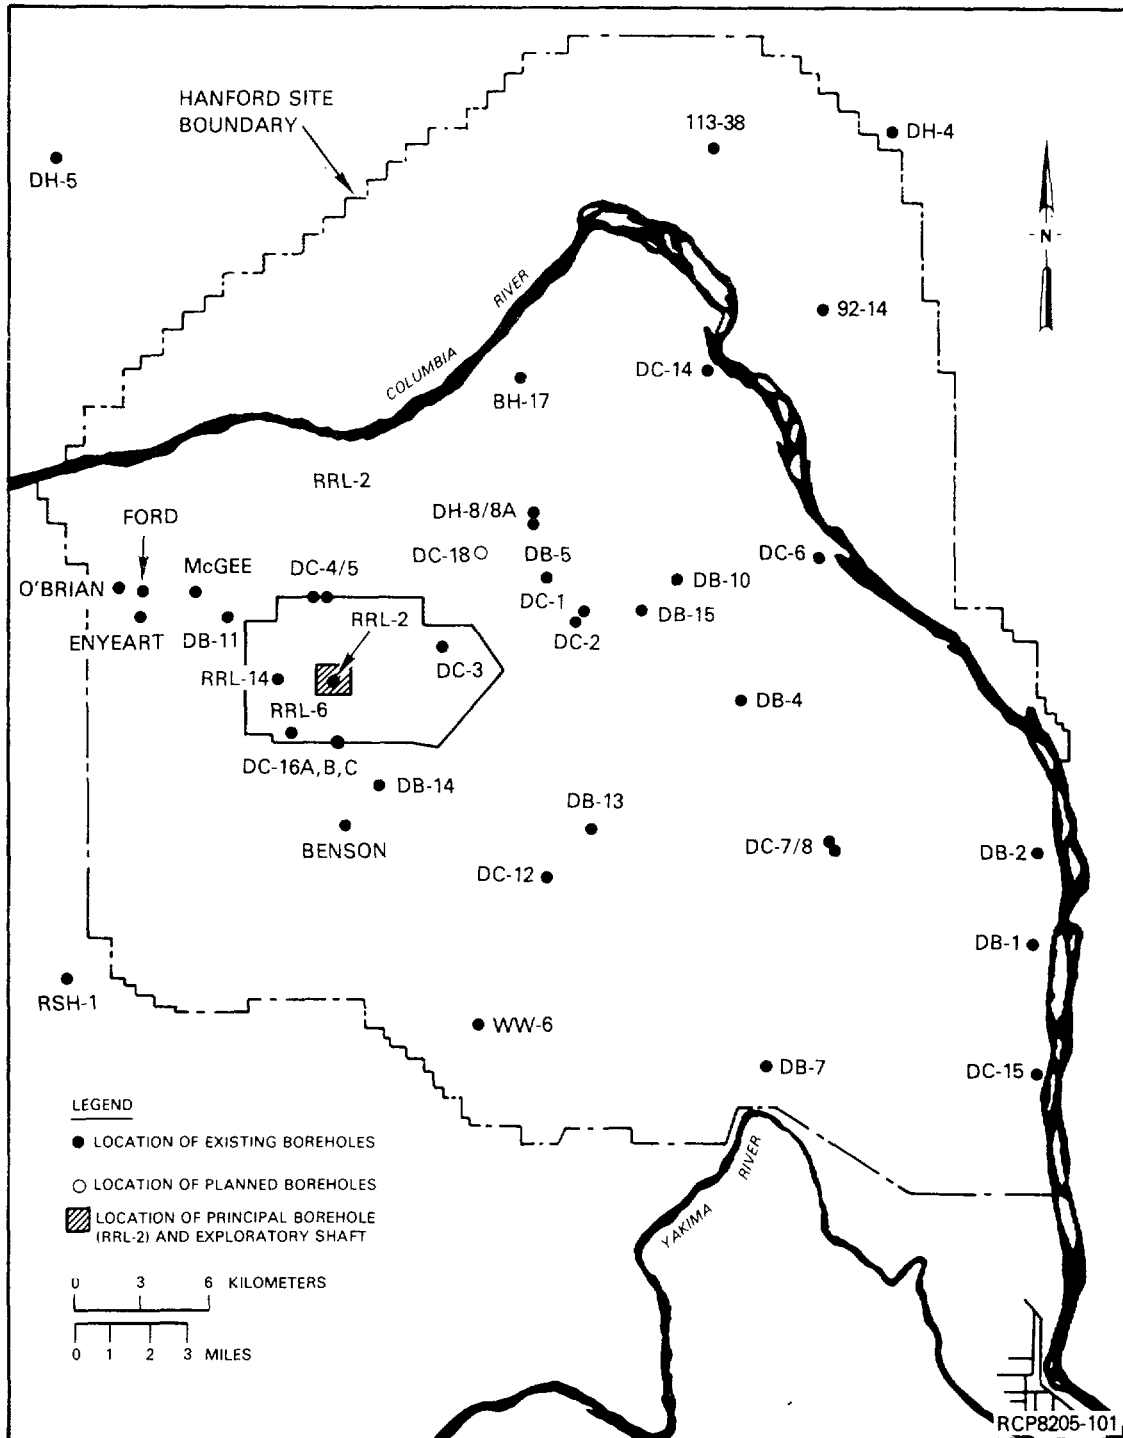 HANFORD SITE
BOUNDARY
113-38
DH-4
DH-5
N
COLUMBIA RIVER
92-14
DC-14
BH-17
RRL-2
FORD
DH-8/8A
DC-18
DB-5
DC-6
O'BRIAN
McGEE
DC-4/5
DC-1
DB-10
ENYEART
DB-11
RRL-2
DC-2
DB-15
RRL-14
DC-3
RRL-6
DB-4
DC-16A, B, C
DB-14
DB-13
BENSON
DC-7/8
DB-2
DC-12
DB-1
RSH-1
WW-6
DB-7
DC-15
LEGEND
LOCATION OF EXISTING BOREHOLES
LOCATION OF PLANNED BOREHOLES
LOCATION OF PRINCIPAL BOREHOLE
(RRL-2) AND EXPLORATORY SHAFT
YAKIMA RIVER
0 3 6 KILOMETERS
0 1 2 3 MILES
RCP8205-101